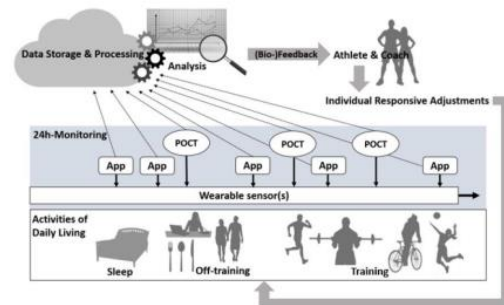 Data Storage & Processing
Analysis
(Bio-)Feedback
Athlete & Coach
Individual Responsive Adjustments
24h-Monitoring
POCT
POCT
POCT
App
App
App
App
App
Wearable sensor(s)
Activities of
Daily Living
Sleep
Off-training
Training